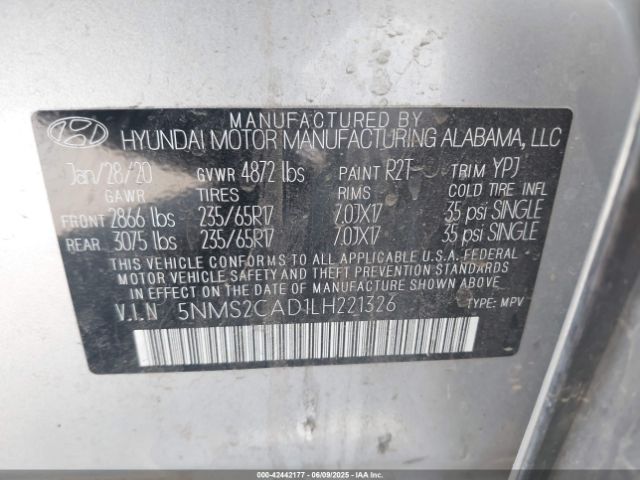 MANUFACTURED BY
HYUNDAI MOTOR MANUFACTURING ALABAMA, LLC
Jan/28/20 GVWR 4872 lbs PAINT R2T TRIM YPJ
GAWR TIRES RIMS COLD TIRE INFL
FRONT 2866 lbs 235/65R17 7.0JX17 35 psi SINGLE
REAR 3075 lbs 235/65R17 7.0JX17 35 psi SINGLE
THIS VEHICLE CONFORMS TO ALL APPLICABLE U.S.A. FEDERAL
MOTOR VEHICLE SAFETY CAFETY AND THEFT PREVENTION
STANDARDS IN EFFECT ON THE DATE OF MANUFACTURE SHOWN ABOVE
V.I.N 5NMS2CAD1LH221326 TYPE: MPV
000-42442177 - 06/09/2025 - IAAI.COM